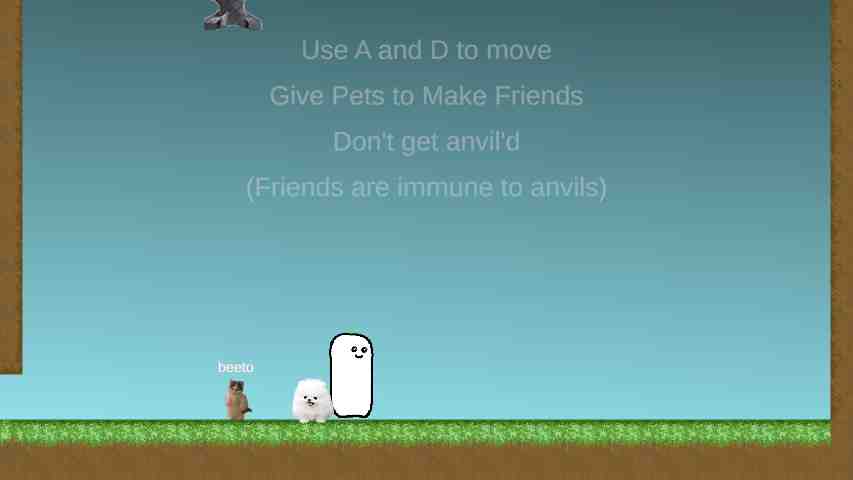 Use A and D to move
Give Pets to Make Friends
Don't get anvil'd
(Friends are immune to anvils)
beeto